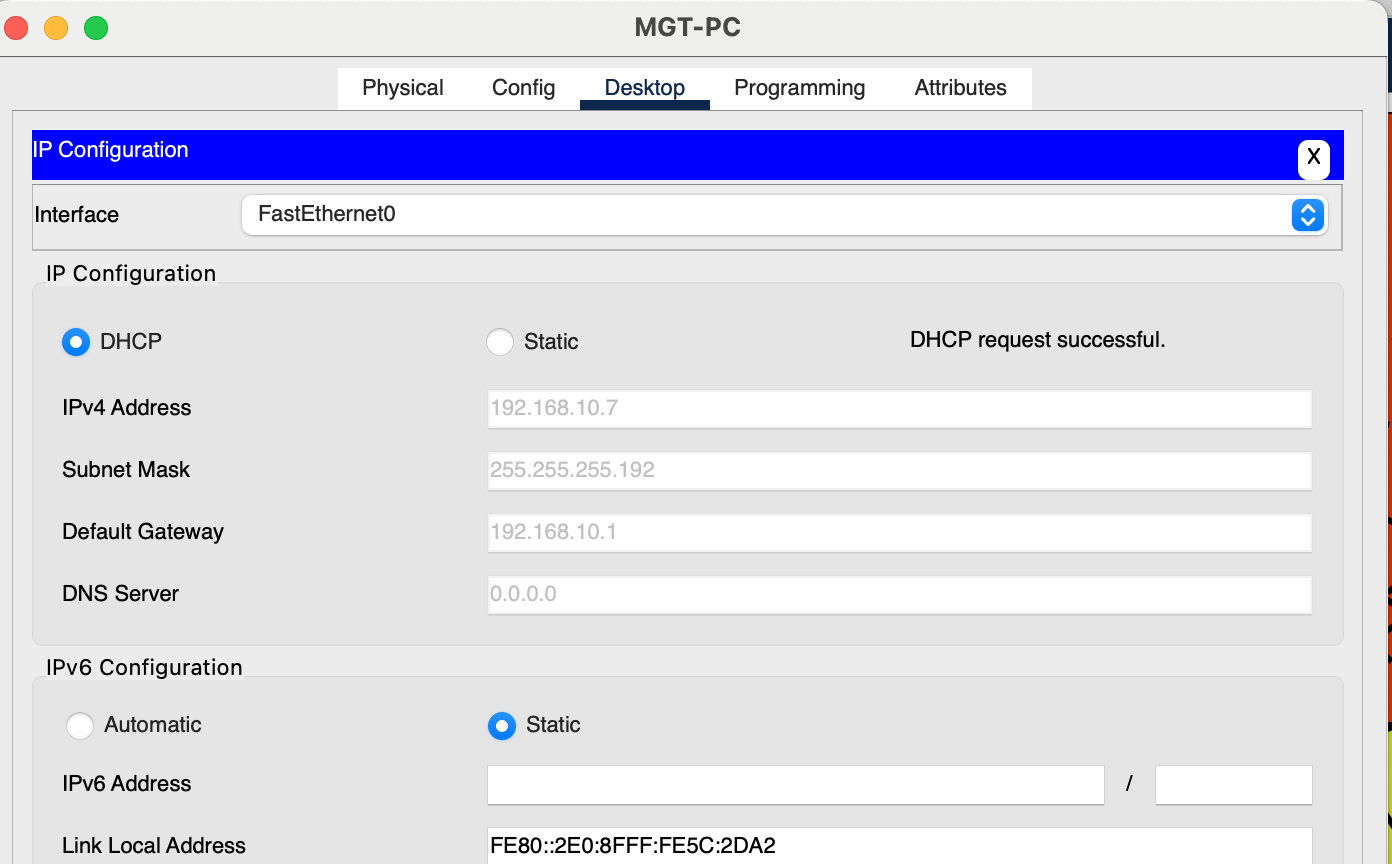 MGT-PC
Physical Config Desktop Programming Attributes
IP Configuration X
Interface FastEthernet0
IP Configuration
DHCP Static DHCP request successful.
IPv4 Address 192.168.10.7
Subnet Mask 255.255.255.192
Default Gateway 192.168.10.1
DNS Server 0.0.0.0
IPv6 Configuration
Automatic Static
IPv6 Address /
Link Local Address FE80::2E0:8FFF:FE5C:2DA2